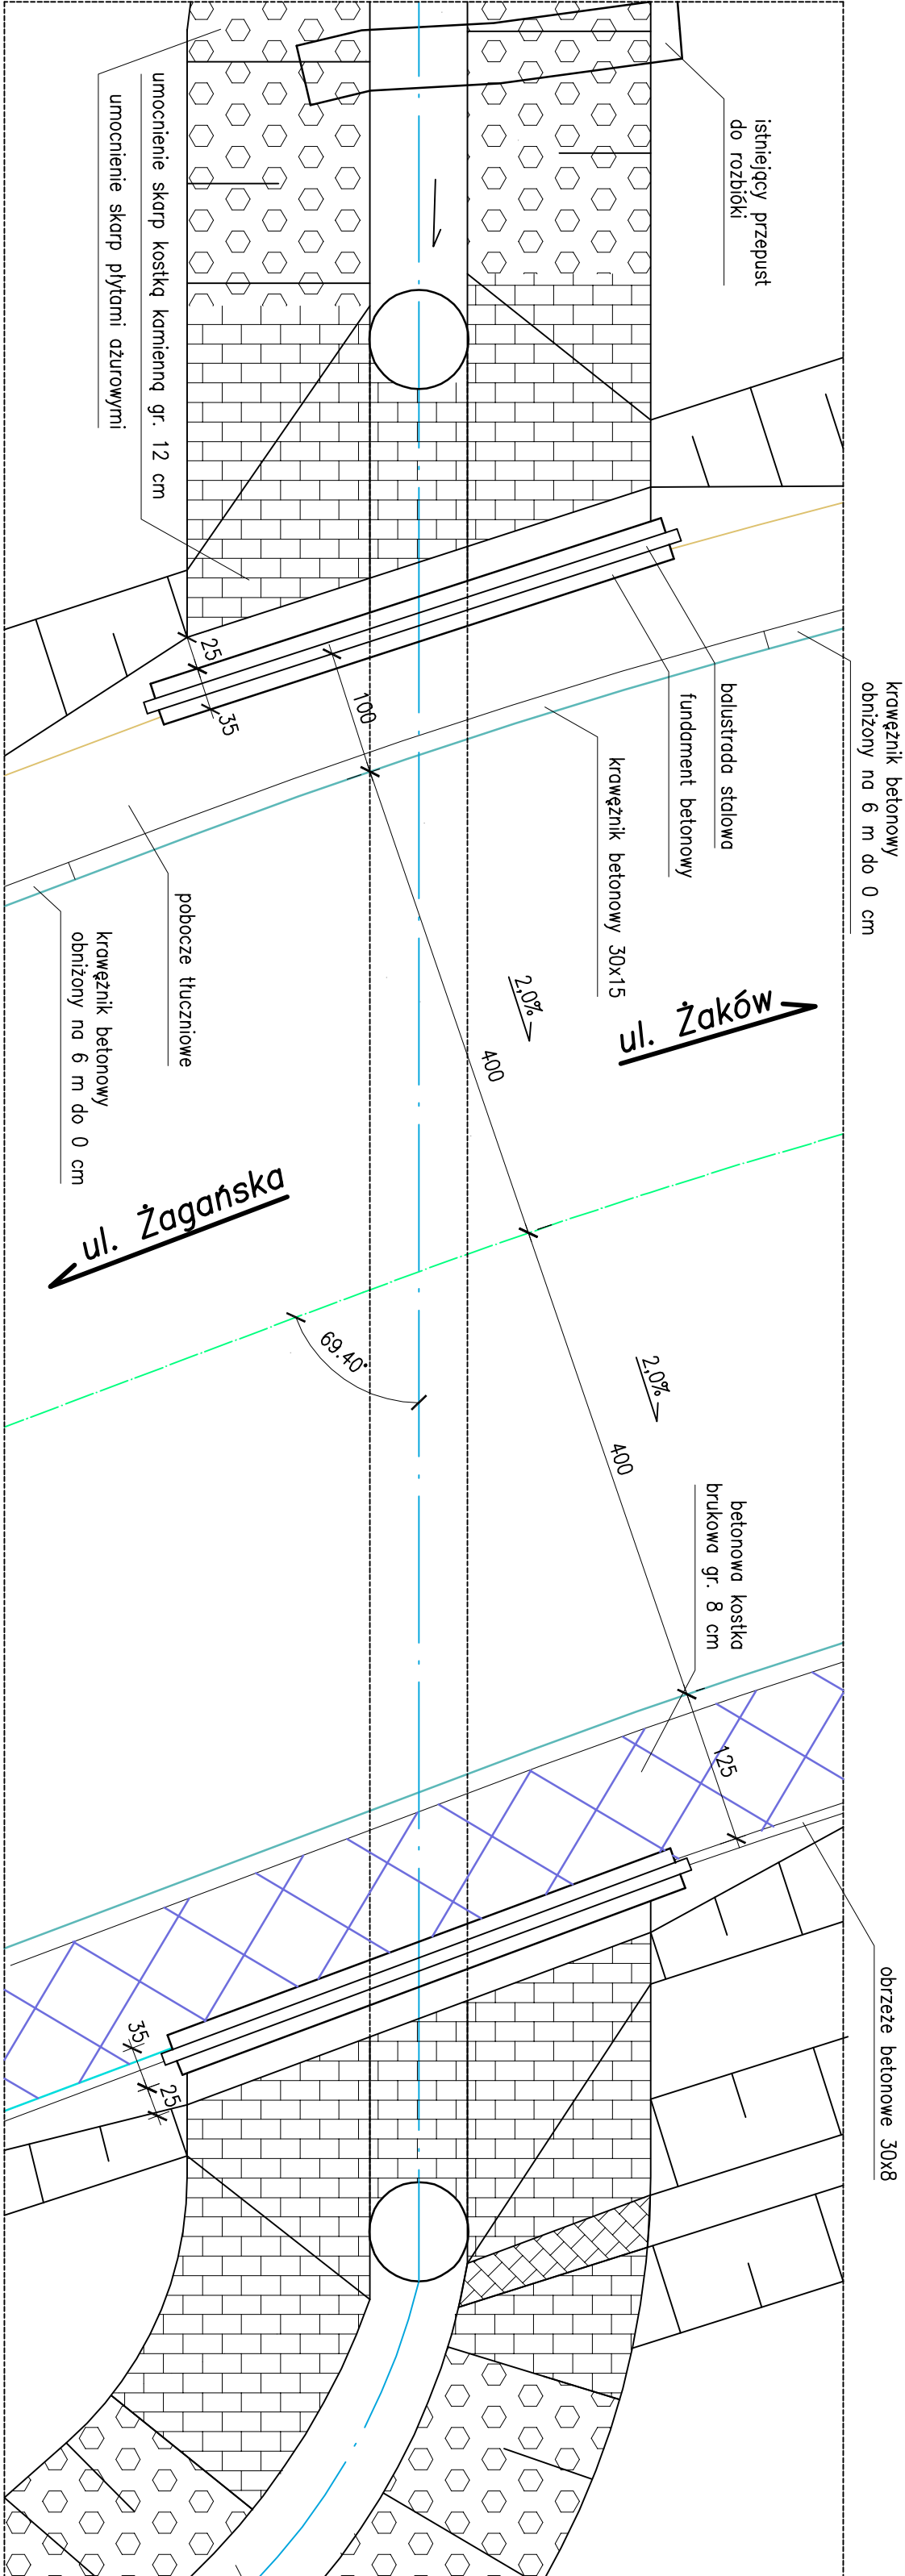 istniejący przepust
do rozbióki
umocnienie skarp kostką kamienną gr. 12 cm
umocnienie skarp płytami ażurowymi
krawężnik betonowy
obniżony na 6 m do 0 cm
balustrada stalowa
fundament betonowy
krawężnik betonowy 30x15
25
35
100
pobocze tłuczniowe
krawężnik betonowy
obniżony na 6 m do 0 cm
2,0%
ul. Żaków
400
ul. Żagańska
69.40°
2,0%
400
betonowa kostka
brukowa gr. 8 cm
125
obrzeże betonowe 30x8
35
25